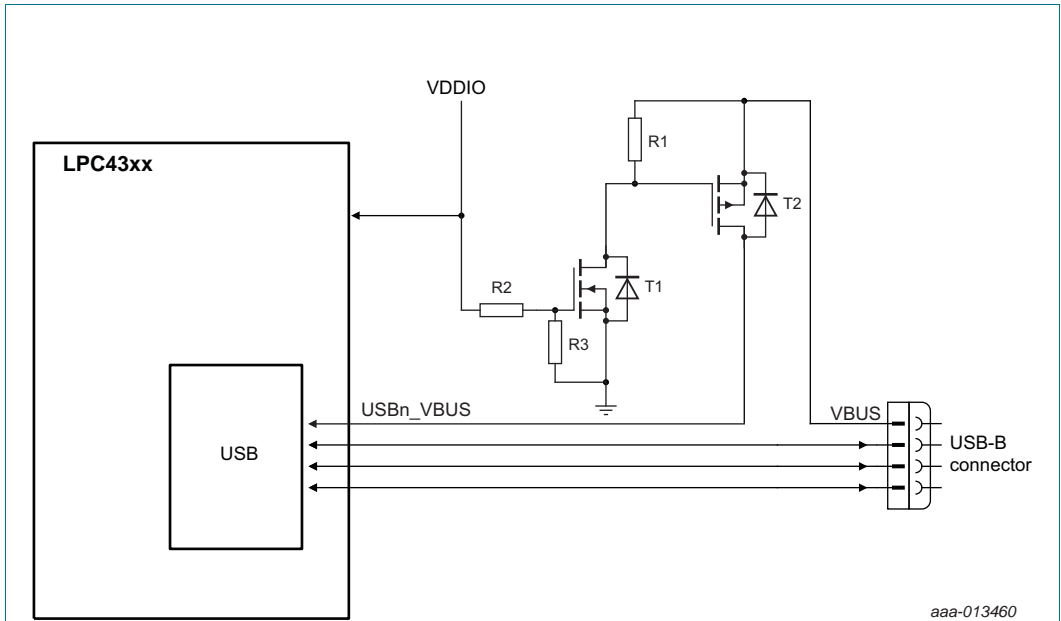 VDDIO
LPC43xx
R1
T2
R2
T1
R3
USBn_VBUS
VBUS
USB
USB-B
connector
aaa-013460